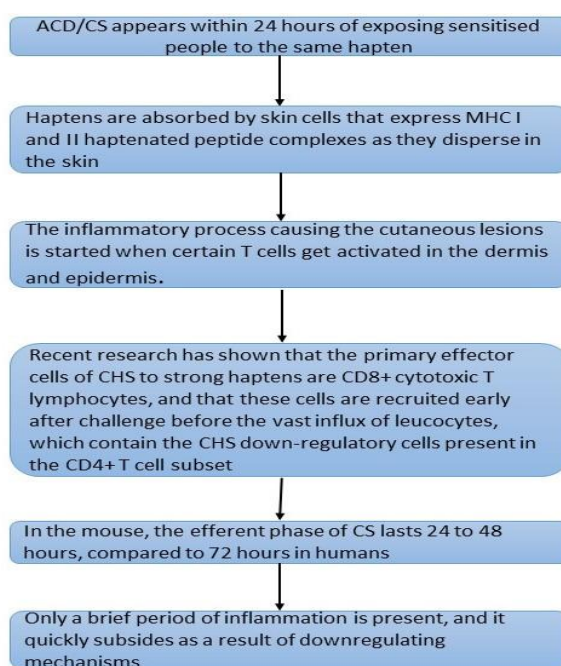 ACD/CS appears within 24 hours of exposing sensitised
people to the same hapten
Haptens are absorbed by skin cells that express MHC I
and II haptenated peptide complexes as they disperse in
the skin
The inflammatory process causing the cutaneous lesions
is started when certain T cells get activated in the dermis
and epidermis.
Recent research has shown that the primary effector
cells of CHS to strong haptens are CD8+ cytotoxic T
lymphocytes, and that these cells are recruited early
after challenge before the vast influx of leucocytes,
which contain the CHS down-regulatory cells present in
the CD4+ T cell subset
In the mouse, the efferent phase of CS lasts 24 to 48
hours, compared to 72 hours in humans
Only a brief period of inflammation is present, and it
quickly subsides as a result of downregulating
mechanisms